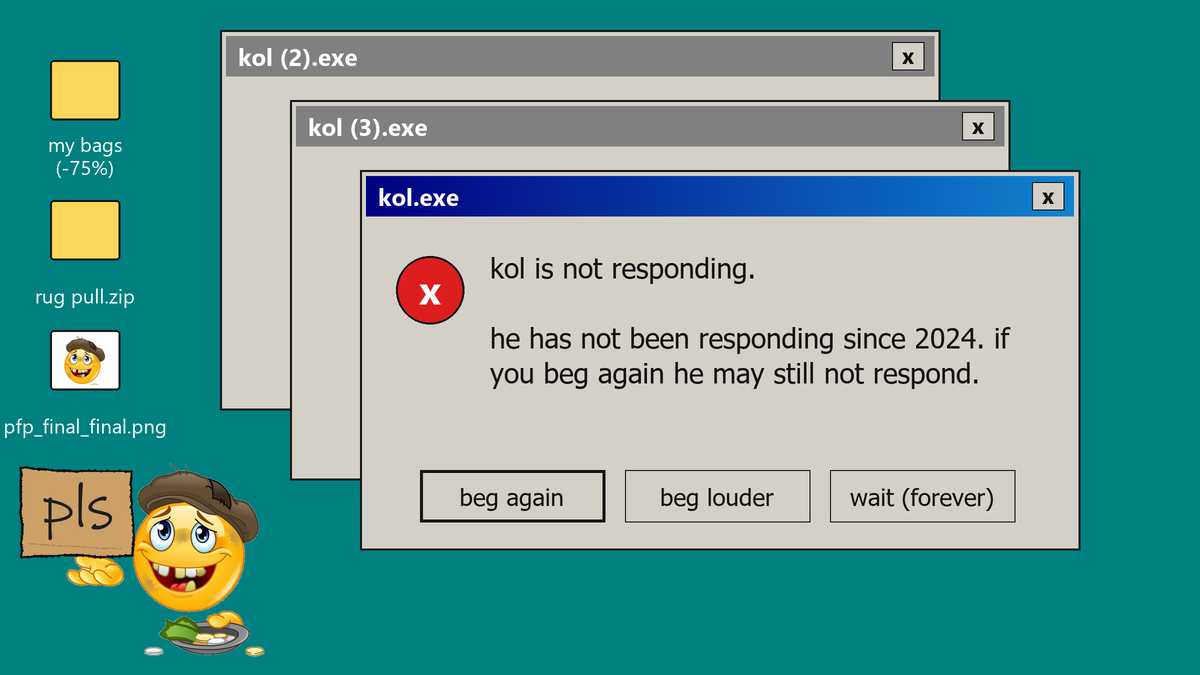 my bags
(-75%)
rug pull.zip
pfp_final_final.png
pls
kol (2).exe
x
kol (3).exe
x
kol.exe
x
x
kol is not responding.
he has not been responding since 2024. if
you beg again he may still not respond.
beg again
beg louder
wait (forever)